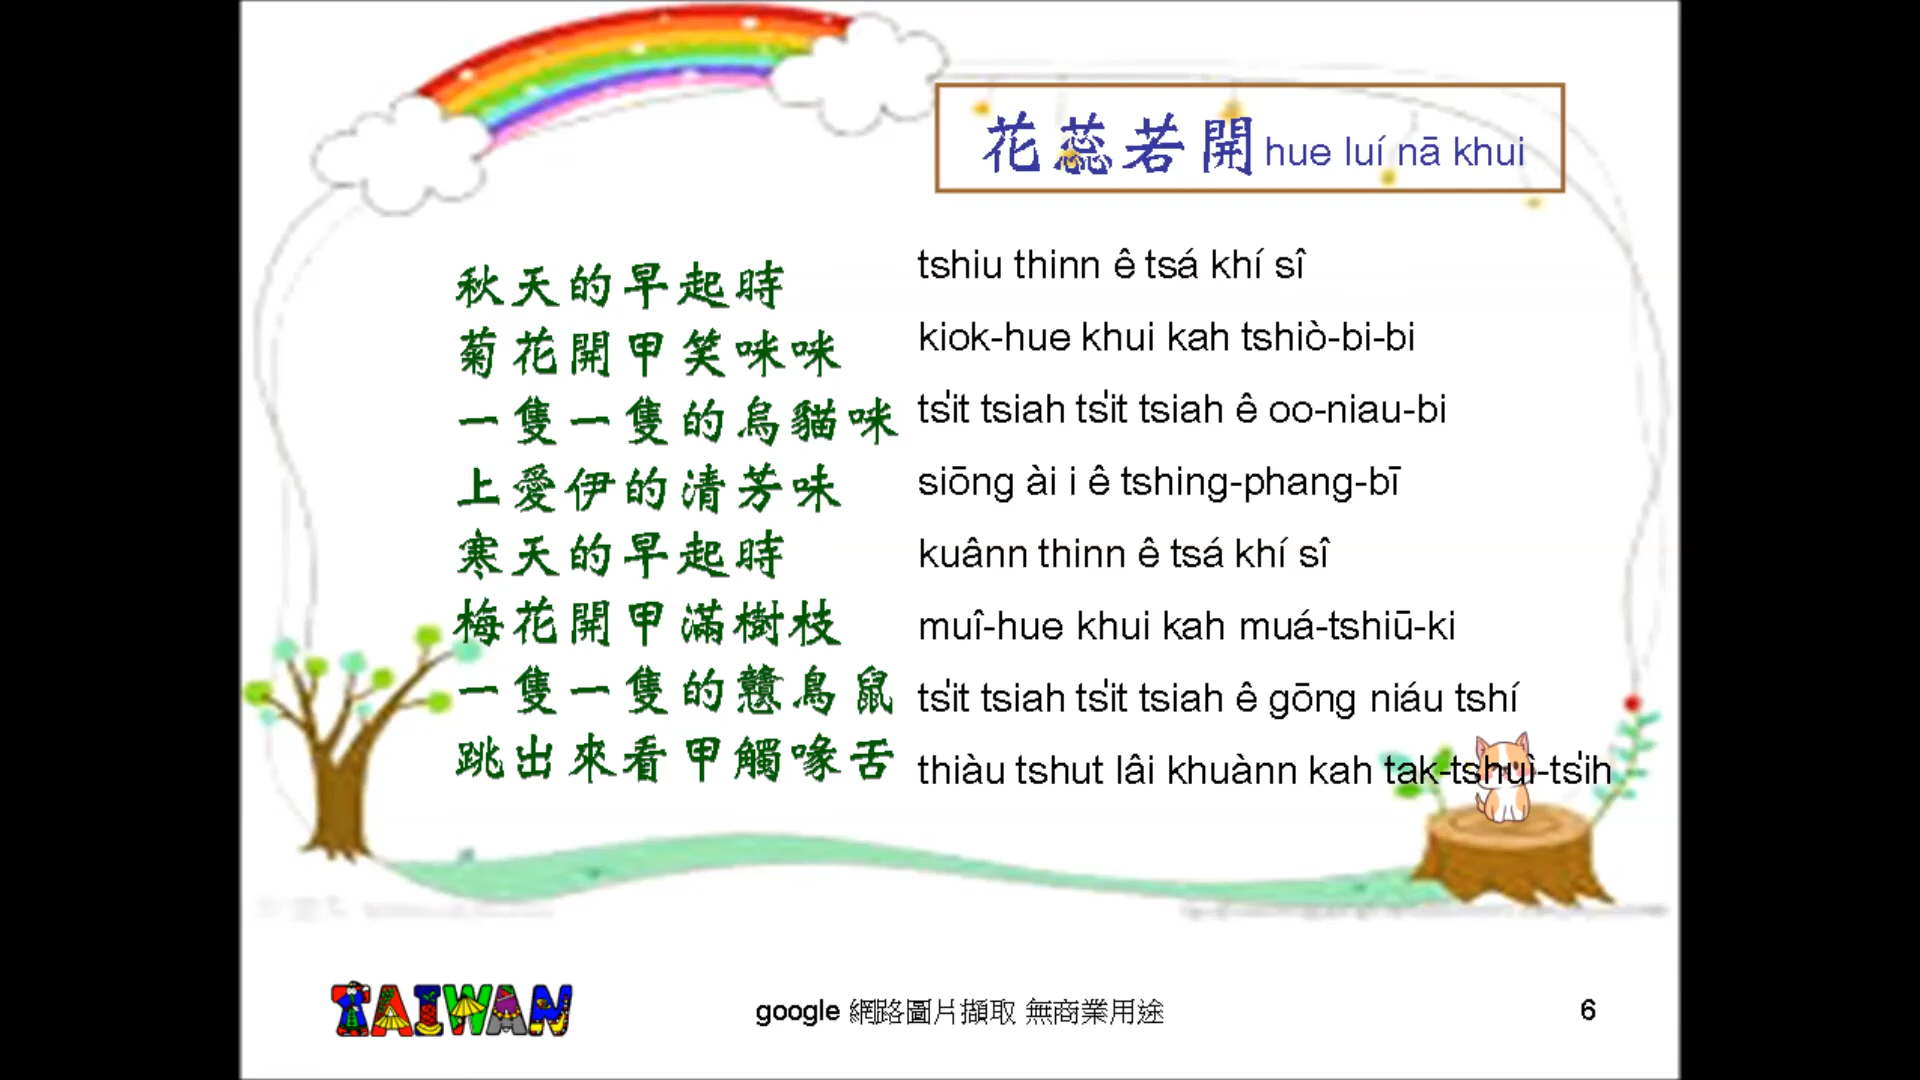 花蕊若開 hue luí nā khui
秋天的早起時
菊花開甲笑咪咪
一隻一隻的烏貓咪
上愛伊的清芳味
寒天的早起時
梅花開甲滿樹枝
一隻一隻的戇鳥鼠
跳出來看甲觸喙舌
tshiu thinn ê tsá khí sî
kiok-hue khui kah tshiò-bi-bi
tsi̍t tsiah tsi̍t tsiah ê oo-niau-bi
siōng ài i ê tshing-phang-bī
kuânn thinn ê tsá khí sî
muî-hue khui kah muá-tshiū-ki
tsi̍t tsiah tsi̍t tsiah ê gōng niáu tshí
thiàu tshut lâi khuànn kah tak-tshuì-tsi̍h
TAIWAN
google 網路圖片擷取 無商業用途
6